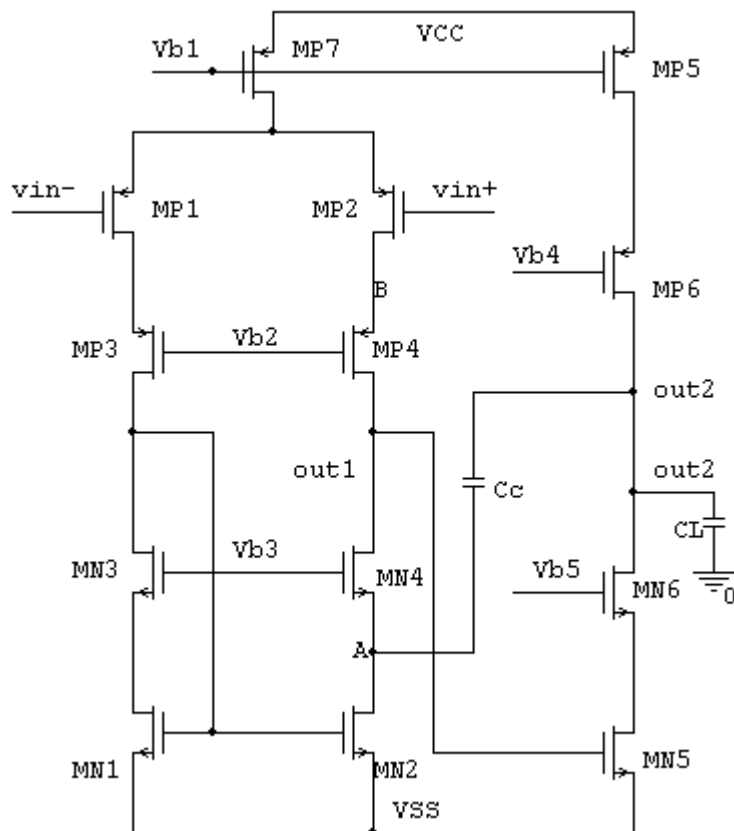 VCC
Vb1
MP7
MP5
vin-
MP1
MP2
vin+
Vb4
MP6
B
MP3
Vb2
MP4
out2
out1
Cc
out2
CL
MN3
Vb3
MN4
Vb5
MN6
0
A
MN1
MN2
MN5
VSS